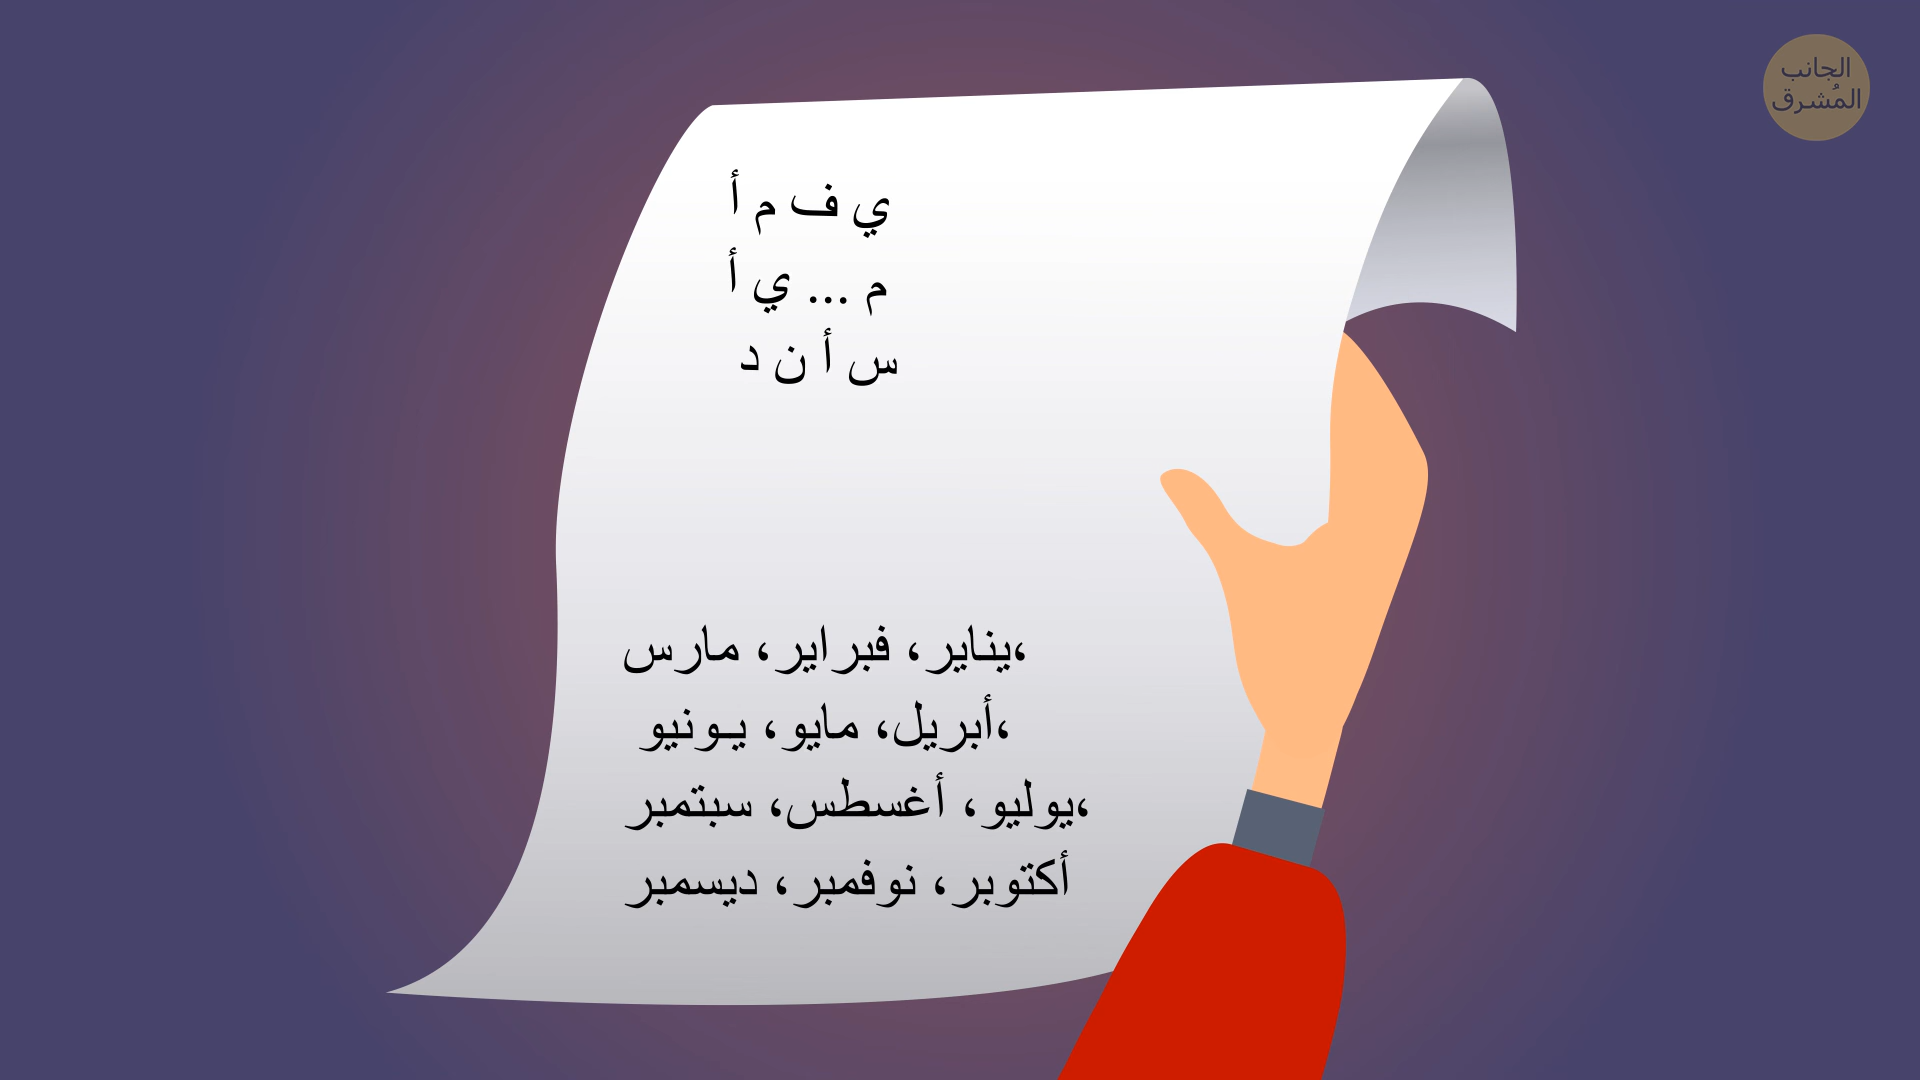 الجانب
المُشرق
ي ف م أ
م ... ي أ
س أ ن د
،يناير، فبراير، مارس
،أبريل، مايو، يـونيو
،يوليو، أغسطس، سبتمبر
أكتوبر، نوفمبر، ديسمبر